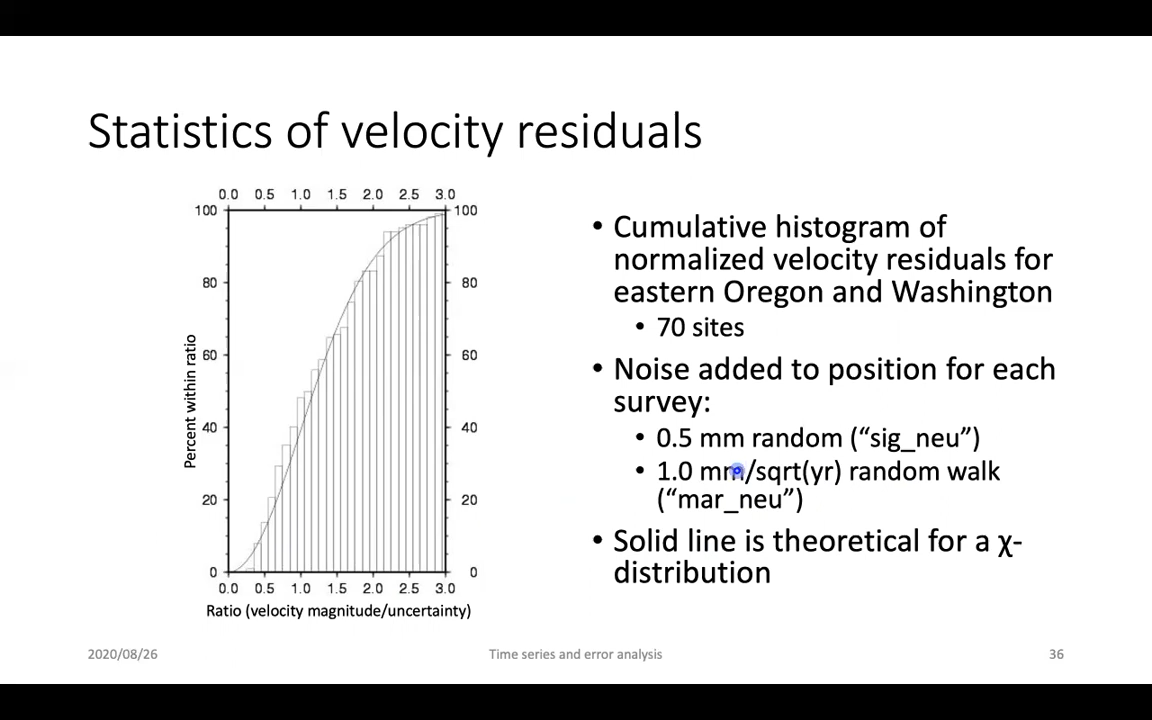 Statistics of velocity residuals
0.0 0.5 1.0 1.5 2.0 2.5 3.0
100 100
80 80
60 60
40 40
20 20
0 0
Percent within ratio
0.0 0.5 1.0 1.5 2.0 2.5 3.0
Ratio (velocity magnitude/uncertainty)
• Cumulative histogram of
normalized velocity residuals for
eastern Oregon and Washington
• 70 sites
• Noise added to position for each
survey:
• 0.5 mm random (“sig_neu”)
• 1.0 mm/sqrt(yr) random walk
(“mar_neu”)
• Solid line is theoretical for a χ-
distribution
2020/08/26 Time series and error analysis 36